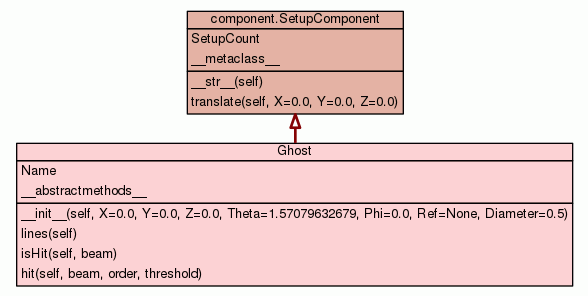 component.SetupComponent
SetupCount
__metaclass__
__str__(self)
translate(self, X=0.0, Y=0.0, Z=0.0)
Ghost
Name
__abstractmethods__
__init__(self, X=0.0, Y=0.0, Z=0.0, Theta=1.57079632679, Phi=0.0, Ref=None, Diameter=0.5)
lines(self)
isHit(self, beam)
hit(self, beam, order, threshold)